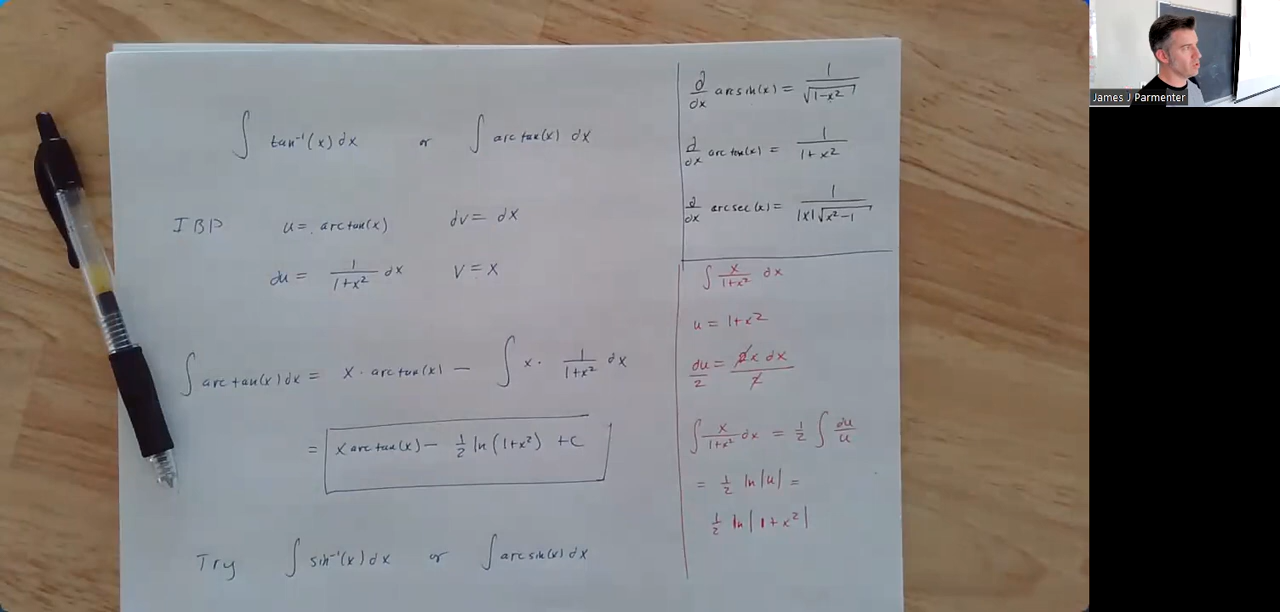 ∫ tan⁻¹(x) dx or ∫ arctan(x) dx
IBP u = arctan(x) dv = dx
du = 1/(1+x²) dx v = x
∫ arctan(x) dx = x · arctan(x) − ∫ x · 1/(1+x²) dx
= x arctan(x) − 1/2 ln(1+x²) + C
Try ∫ sin⁻¹(x) dx or ∫ arcsin(x) dx
d/dx arcsin(x) = 1/√(1−x²)
d/dx arctan(x) = 1/(1+x²)
d/dx arcsec(x) = 1/(|x|√(x²−1))
∫ x/(1+x²) dx
u = 1+x²
du/2 = 2x dx/2
∫ x/(1+x²) dx = 1/2 ∫ du/u
= 1/2 ln|u| =
1/2 ln|1+x²|
James J Parmenter